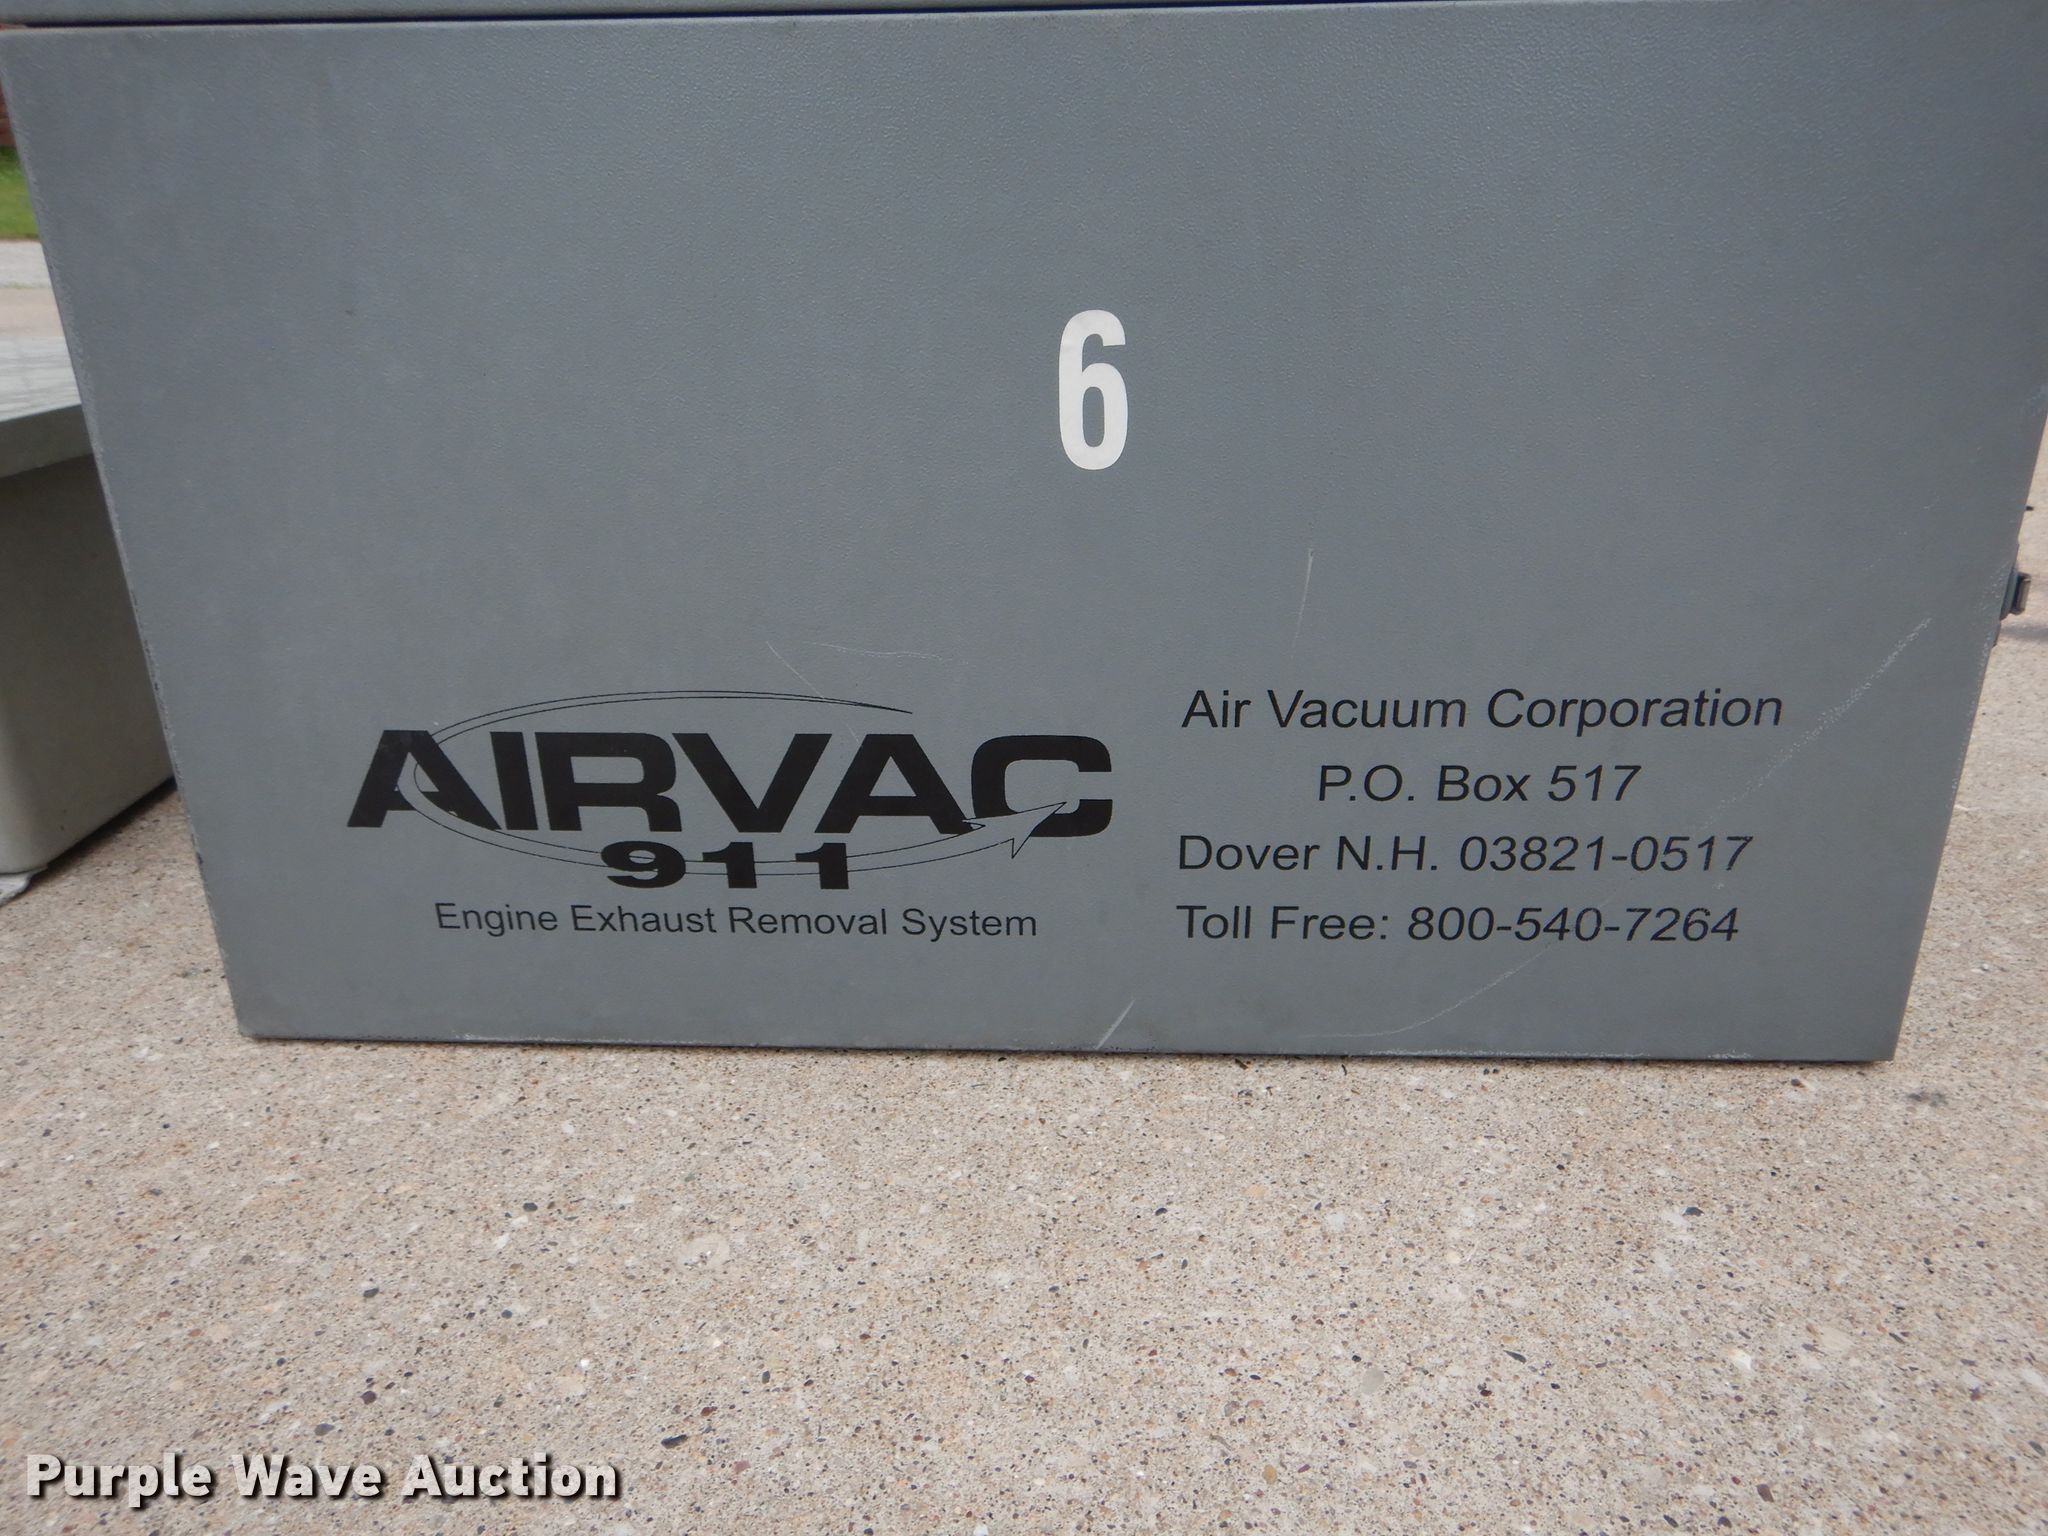 6
AIRVAC
911
Engine Exhaust Removal System
Air Vacuum Corporation
P.O. Box 517
Dover N.H. 03821-0517
Toll Free: 800-540-7264
Purple Wave Auction